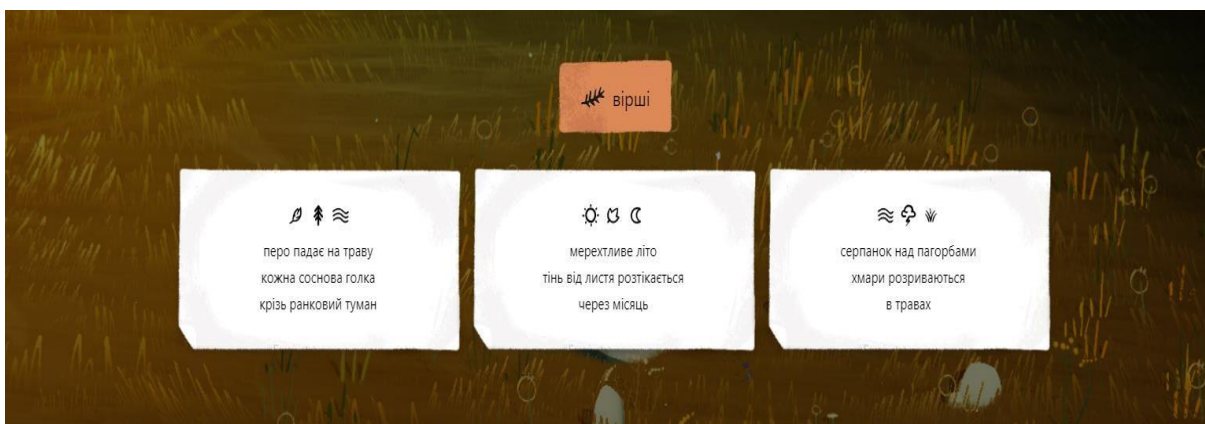 вірші
перо падає на траву
кожна соснова голка
крізь ранковий туман
мерехтливе літо
тінь від листя розтікається
через місяць
серпанок над пагорбами
хмари розриваються
в травах